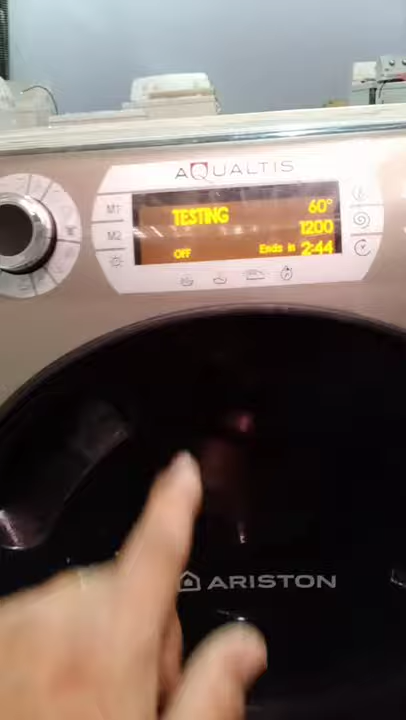 AQUALTIS
M1
M2
TESTING
60°
1200
OFF
Ends in 2:44
ARISTON